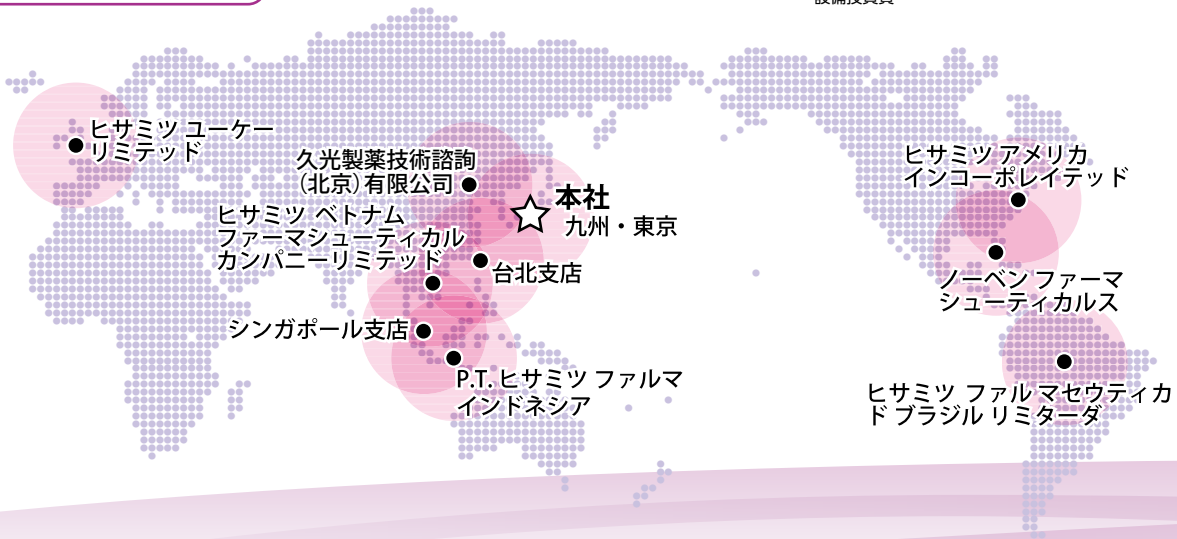 ヒサミツ ユーケー
リミテッド
久光製薬技術諮詢
(北京)有限公司
本社
九州・東京
ヒサミツ ベトナム
ファーマシューティカル
カンパニーリミテッド
台北支店
シンガポール支店
P.T. ヒサミツ ファルマ
インドネシア
ヒサミツ アメリカ
インコーポレイテッド
ノーベン ファーマ
シューティカルス
ヒサミツ ファル マセウティカ
ド ブラジル リミターダ